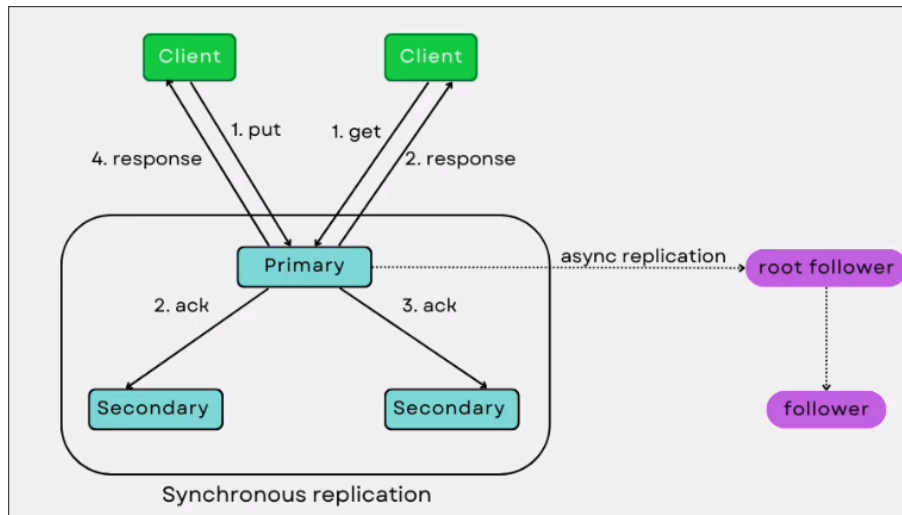 Client
Client
1. put
1. get
4. response
2. response
Primary
async replication
root follower
2. ack
3. ack
Secondary
Secondary
follower
Synchronous replication